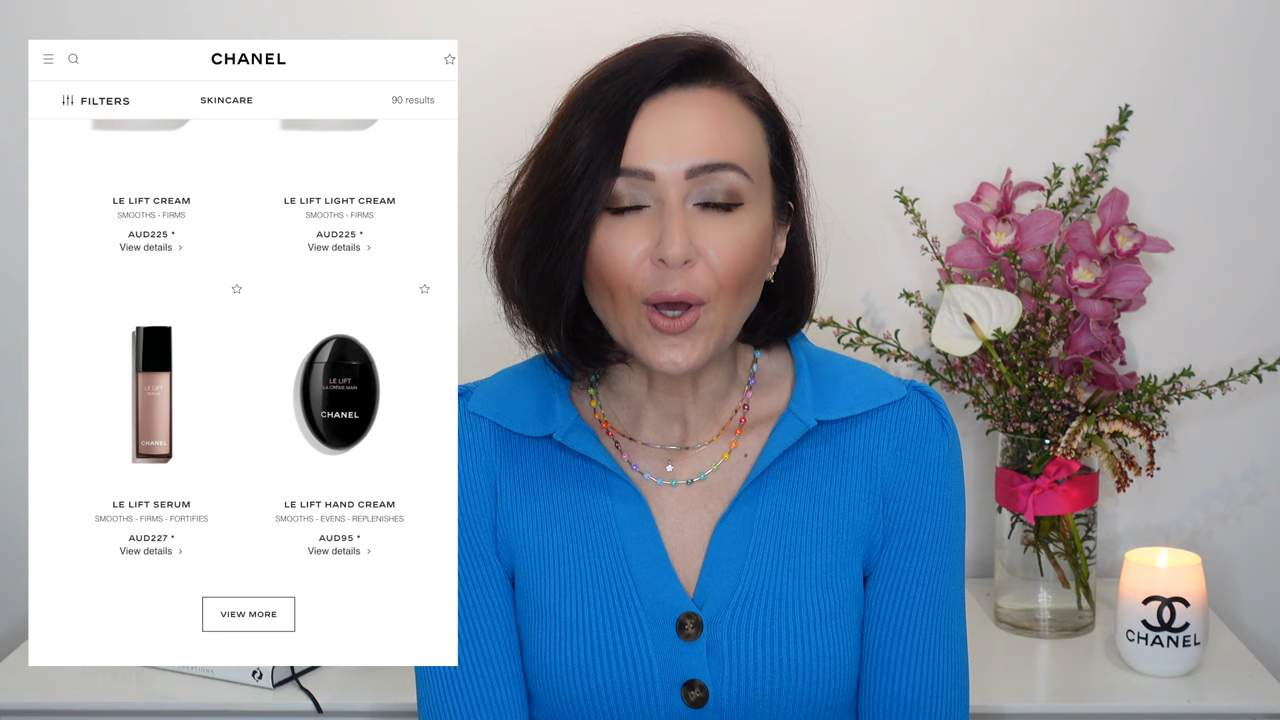 CHANEL
FILTERS
SKINCARE
90 results
LE LIFT CREAM
SMOOTHS - FIRMS
AUD225 *
View details >
LE LIFT LIGHT CREAM
SMOOTHS - FIRMS
AUD225 *
View details >
LE LIFT
SERUM
CHANEL
LE LIFT
LA CRÈME MAIN
CHANEL
LE LIFT SERUM
SMOOTHS - FIRMS - FORTIFIES
AUD227 *
View details >
LE LIFT HAND CREAM
SMOOTHS - EVENS - REPLENISHES
AUD95 *
View details >
VIEW MORE
CHANEL